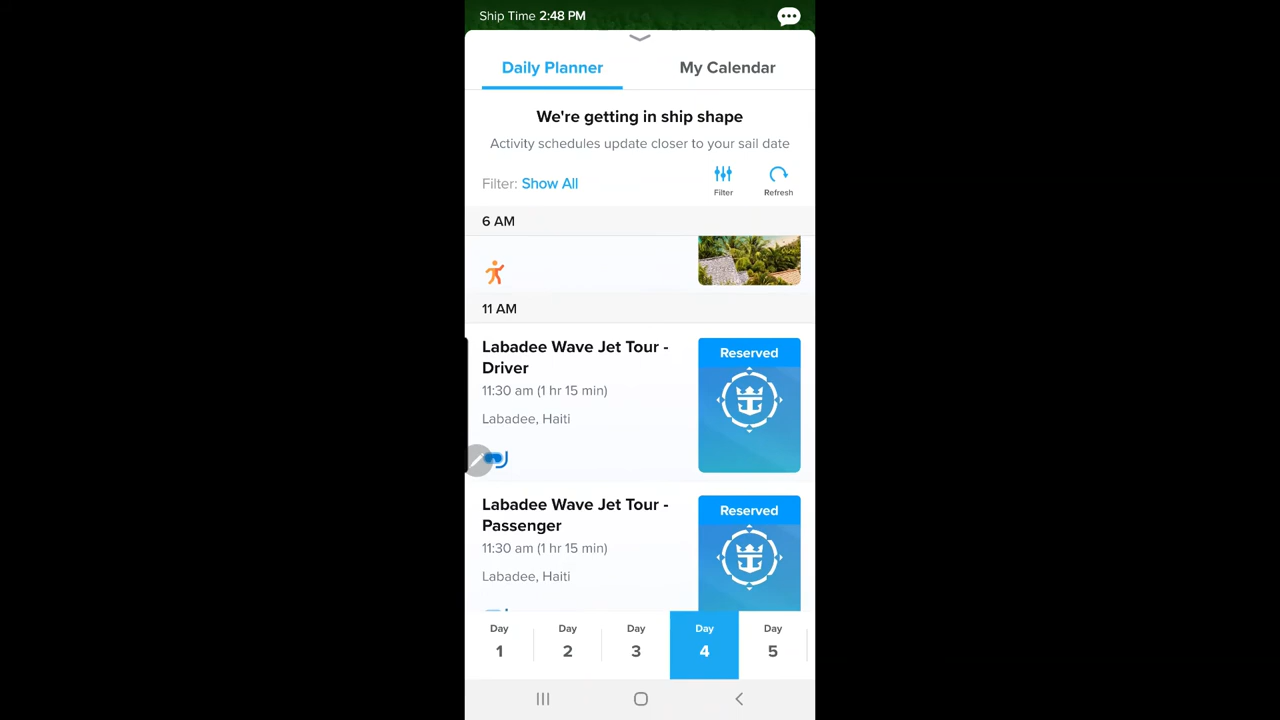 Ship Time 2:48 PM
Daily Planner
My Calendar
We're getting in ship shape
Activity schedules update closer to your sail date
Filter: Show All
Filter
Refresh
6 AM
11 AM
Labadee Wave Jet Tour -
Driver
11:30 am (1 hr 15 min)
Labadee, Haiti
Reserved
Labadee Wave Jet Tour -
Passenger
11:30 am (1 hr 15 min)
Labadee, Haiti
Reserved
Day Day Day Day Day
1 2 3 4 5